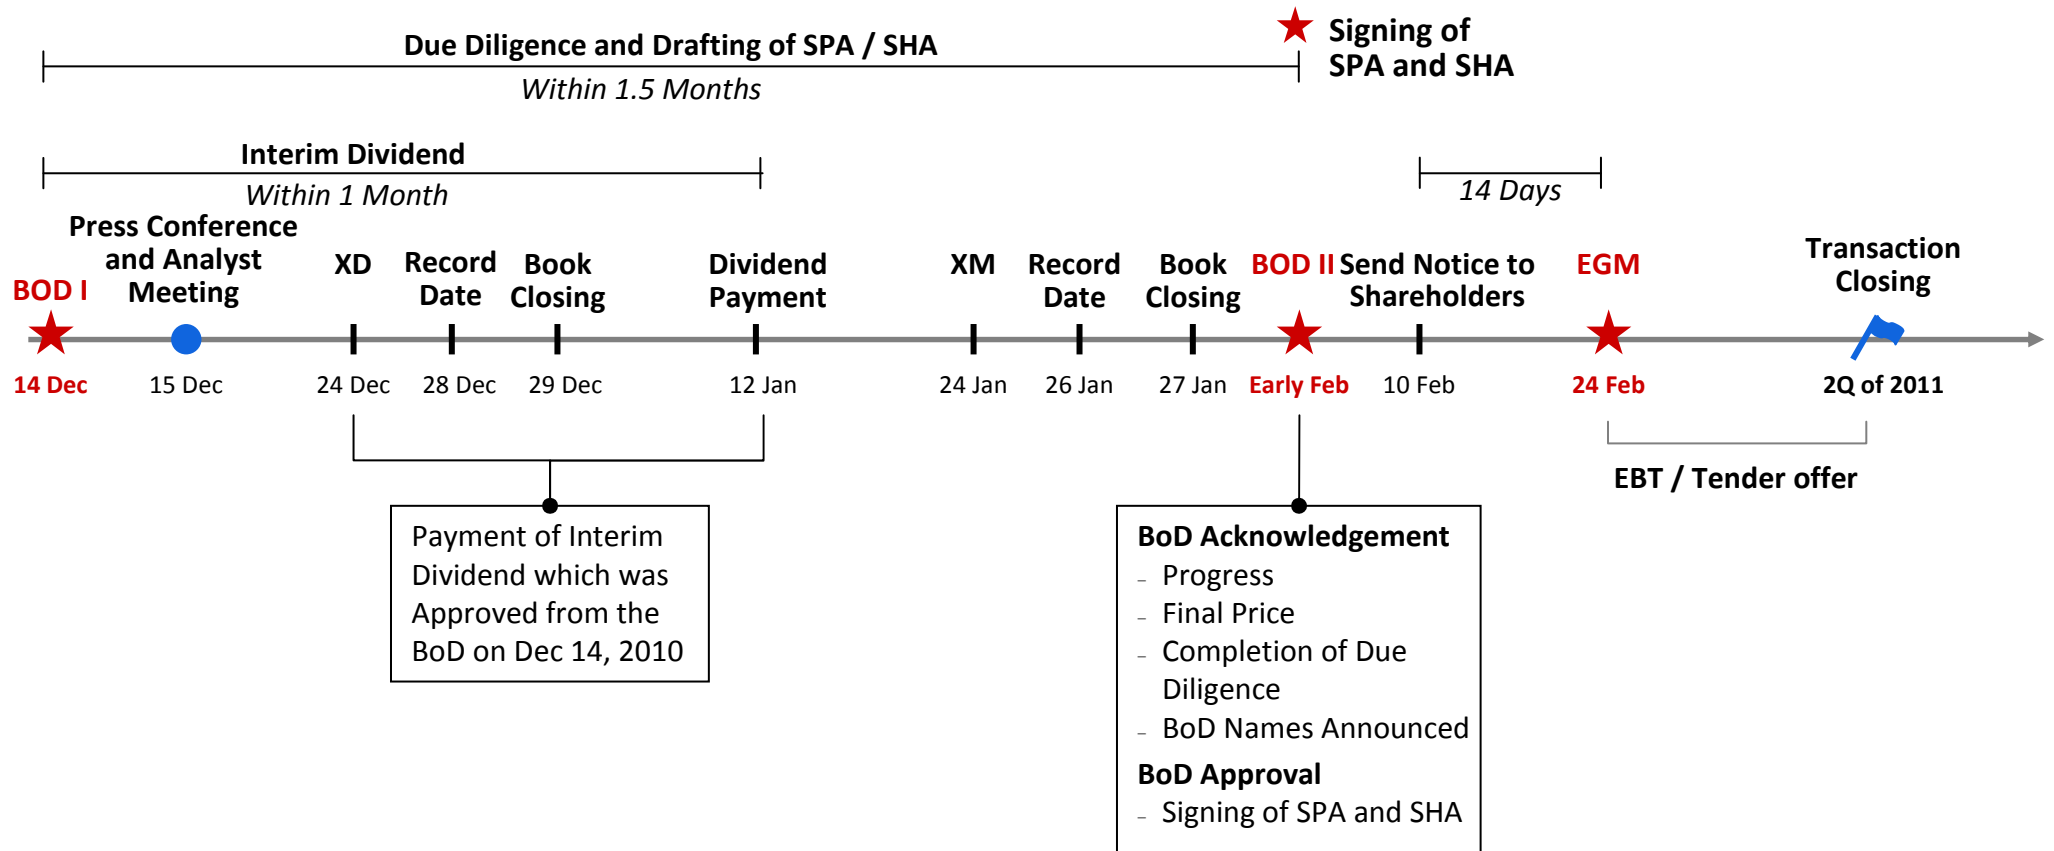 Due Diligence and Drafting of SPA / SHA
Within 1.5 Months
Signing of
SPA and SHA
Interim Dividend
Within 1 Month
14 Days
BOD I
Press Conference
and Analyst
Meeting
XD
Record
Date
Book
Closing
Dividend
Payment
XM
Record
Date
Book
Closing
BOD II
Send Notice to
Shareholders
EGM
Transaction
Closing
14 Dec
15 Dec
24 Dec
28 Dec
29 Dec
12 Jan
24 Jan
26 Jan
27 Jan
Early Feb
10 Feb
24 Feb
2Q of 2011
EBT / Tender offer
Payment of Interim
Dividend which was
Approved from the
BoD on Dec 14, 2010
BoD Acknowledgement
- Progress
- Final Price
- Completion of Due
Diligence
- BoD Names Announced
BoD Approval
- Signing of SPA and SHA